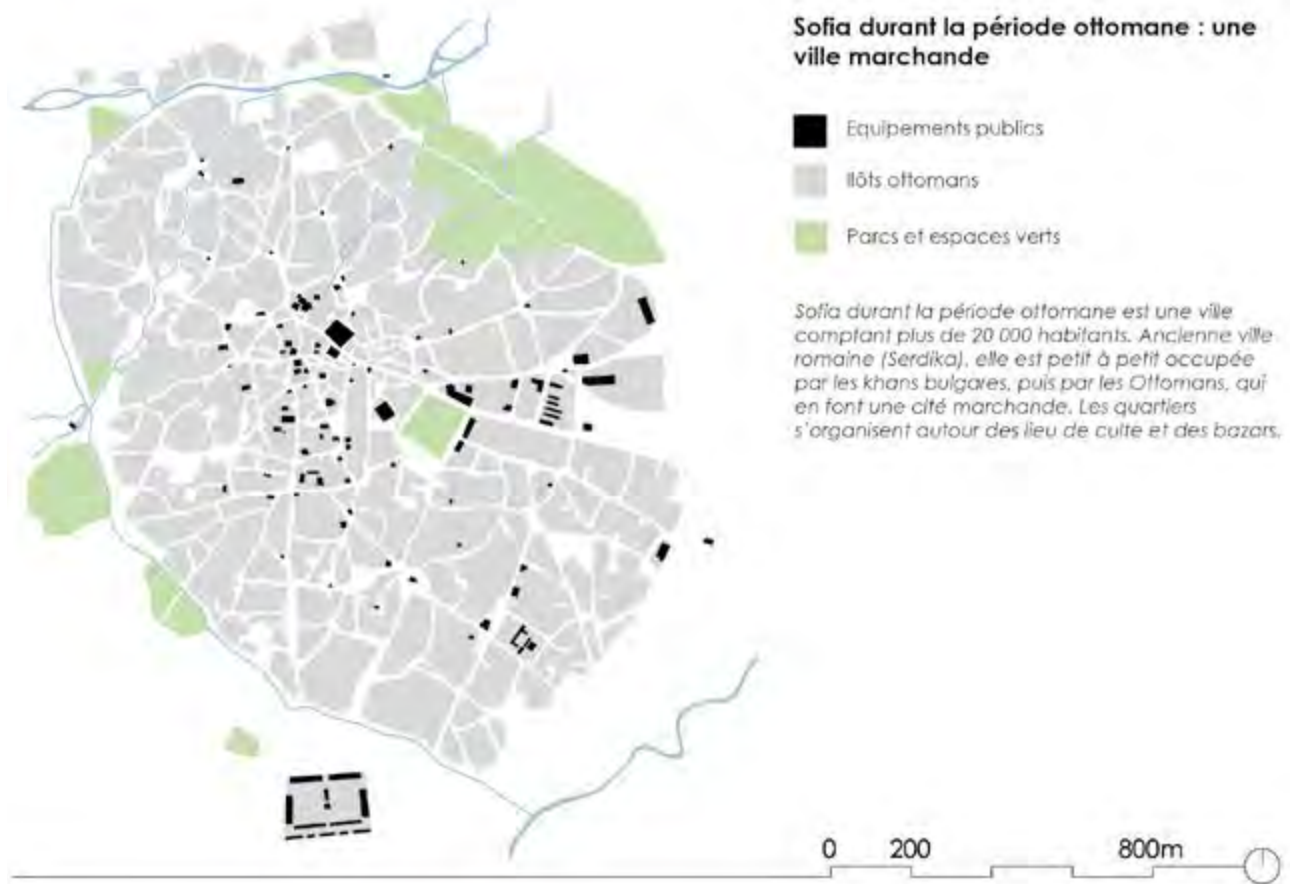 Sofia durant la période ottomane : une
ville marchande
Equipements publics
Ilôts ottomans
Parcs et espaces verts
Sofia durant la période ottomane est une ville
comptant plus de 20 000 habitants. Ancienne ville
romaine (Serdika), elle est petit à petit occupée
par les khans bulgares, puis par les Ottomans, qui
en font une cité marchande. Les quartiers
s'organisent autour des lieu de culte et des bazars.
0 200 800m